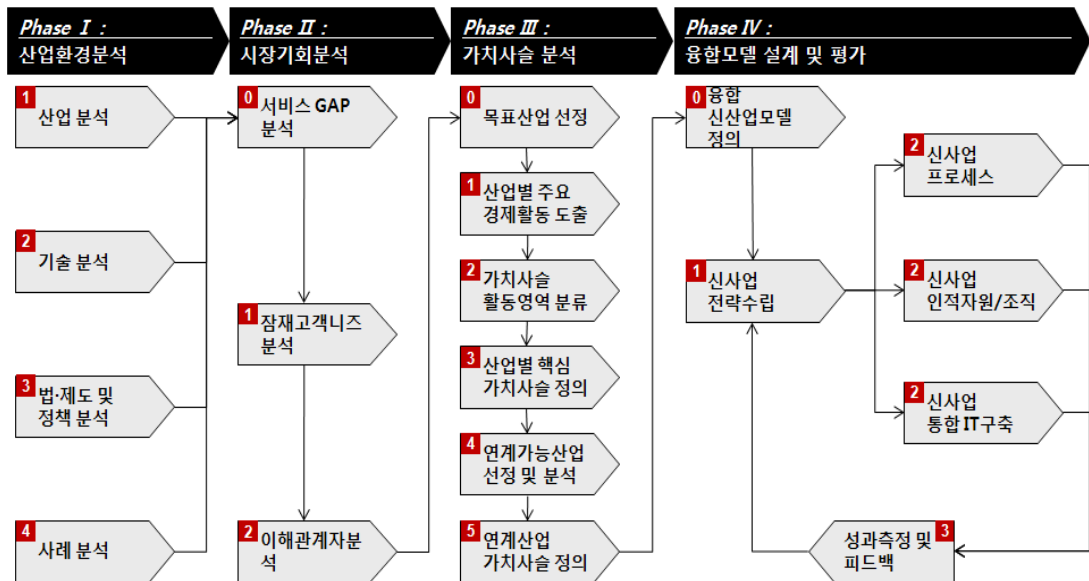 Phase Ⅰ :
산업환경분석
Phase Ⅱ :
시장기회분석
Phase Ⅲ :
가치사슬 분석
Phase Ⅳ :
융합모델 설계 및 평가
1
산업 분석
2
기술 분석
3
법·제도 및
정책 분석
4
사례 분석
0
서비스 GAP
분석
1
잠재고객니즈
분석
2
이해관계자분
석
0
목표산업 선정
1
산업별 주요
경제활동 도출
2
가치사슬
활동영역 분류
3
산업별 핵심
가치사슬 정의
4
연계가능산업
선정 및 분석
5
연계산업
가치사슬 정의
0
융합
신산업모델
정의
1
신사업
전략수립
2
신사업
프로세스
2
신사업
인적자원/조직
2
신사업
통합 IT구축
3
성과측정 및
피드백